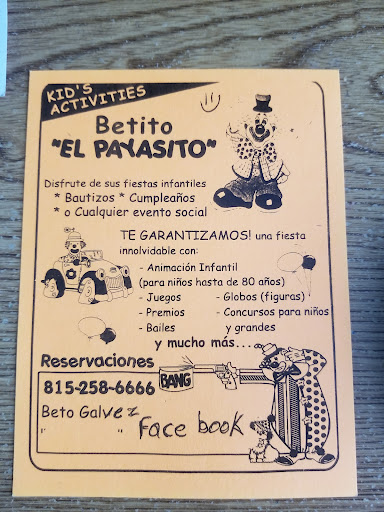 KID'S
ACTIVITIES
Betito
"EL PAYASITO"
Disfrute de sus fiestas infantiles
* Bautizos * Cumpleaños
* o Cualquier evento social
TE GARANTIZAMOS! una fiesta
innolvidable con:
- Animación Infantil
(para niños hasta de 80 años)
- Juegos - Globos (figuras)
- Premios - Concursos para niños
- Bailes y grandes
y mucho más...
Reservaciones
BANG
815-258-6666
Beto Galvez
" " Face book